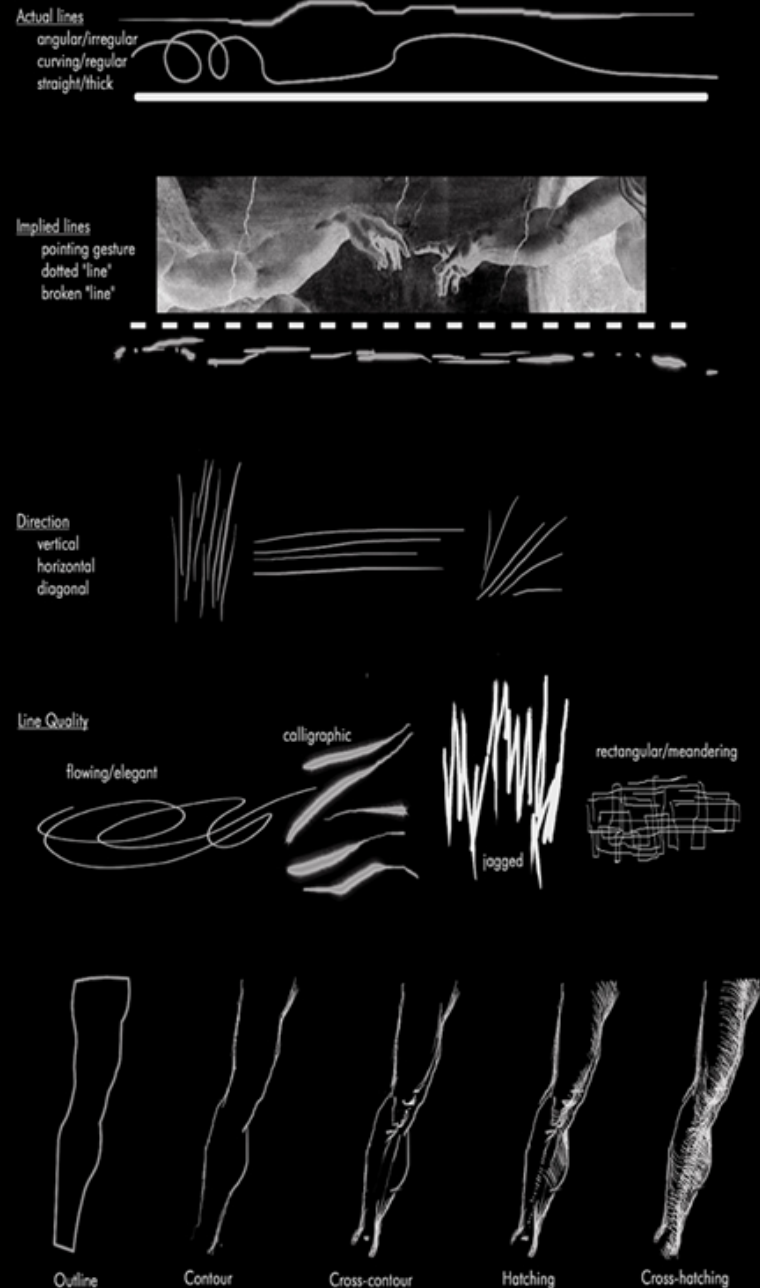 Actual lines
angular/irregular
curving/regular
straight/thick
Implied lines
pointing gesture
dotted "line"
broken "line"
Direction
vertical
horizontal
diagonal
Line Quality
flowing/elegant
calligraphic
jagged
rectangular/meandering
Outline
Contour
Cross-contour
Hatching
Cross-hatching